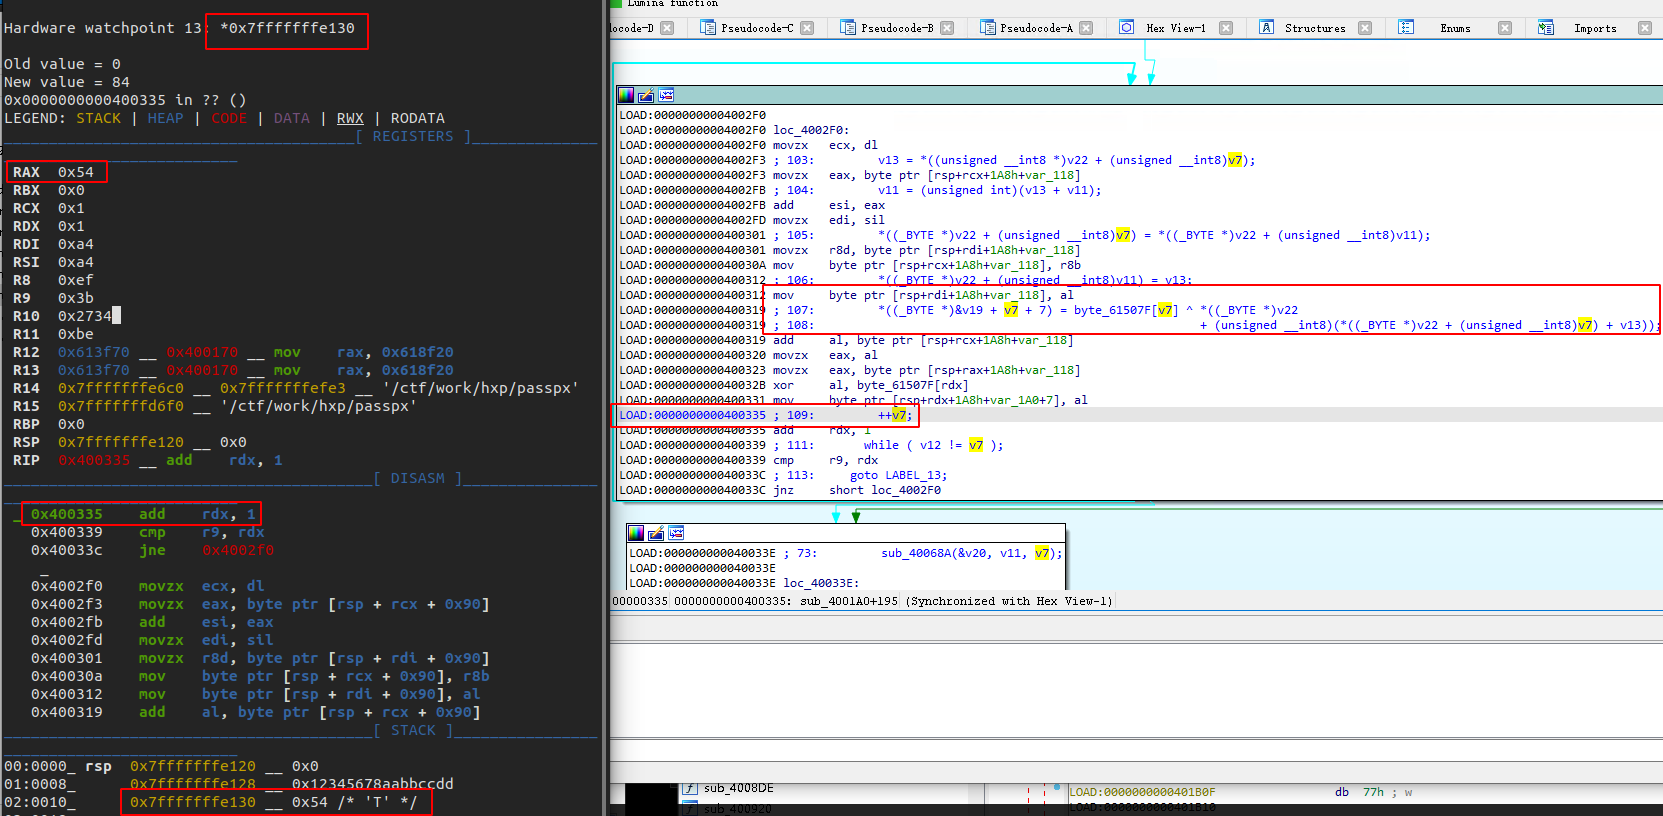 Hardware watchpoint 13: *0x7fffffffe130
Old value = 0
New value = 84
0x0000000000400335 in ?? ()
LEGEND: STACK | HEAP | CODE | DATA | RWX | RODATA
[ REGISTERS ]
RAX  0x54
RBX  0x0
RCX  0x1
RDX  0x1
RDI  0xa4
RSI  0xa4
R8   0xef
R9   0x3b
R10  0x2734
R11  0xbe
R12  0x613f70 __ 0x400170 __ mov    rax, 0x618f20
R13  0x613f70 __ 0x400170 __ mov    rax, 0x618f20
R14  0x7fffffffe6c0 __ 0x7fffffffefe3 __ '/ctf/work/hxp/passpx'
R15  0x7fffffffd6f0 __ '/ctf/work/hxp/passpx'
RBP  0x0
RSP  0x7fffffffe120 __ 0x0
RIP  0x400335 __ add    rdx, 1
[ DISASM ]
_ 0x400335    add    rdx, 1
0x400339    cmp    r9, rdx
0x40033c    jne    0x4002f0
_
0x4002f0    movzx  ecx, dl
0x4002f3    movzx  eax, byte ptr [rsp + rcx + 0x90]
0x4002fb    add    esi, eax
0x4002fd    movzx  edi, sil
0x400301    movzx  r8d, byte ptr [rsp + rdi + 0x90]
0x40030a    mov    byte ptr [rsp + rcx + 0x90], r8b
0x400312    mov    byte ptr [rsp + rdi + 0x90], al
0x400319    add    al, byte ptr [rsp + rcx + 0x90]
[ STACK ]
00:0000_ rsp  0x7fffffffe120 __ 0x0
01:0008_      0x7fffffffe128 __ 0x12345678aabbccdd
02:0010_      0x7fffffffe130 __ 0x54 /* 'T' */
Lumina function
ocode-D Pseudocode-C Pseudocode-B Pseudocode-A Hex View-1 Structures Enums Imports
LOAD:00000000004002F0
LOAD:00000000004002F0 loc_4002F0:
LOAD:00000000004002F0 movzx   ecx, dl
LOAD:00000000004002F3 ; 103:      v13 = *((unsigned __int8 *)v22 + (unsigned __int8)v7);
LOAD:00000000004002F3 movzx   eax, byte ptr [rsp+rcx+1A8h+var_118]
LOAD:00000000004002FB ; 104:      v11 = (unsigned int)(v13 + v11);
LOAD:00000000004002FB add     esi, eax
LOAD:00000000004002FD movzx   edi, sil
LOAD:0000000000400301 ; 105:      *((_BYTE *)v22 + (unsigned __int8)v7) = *((_BYTE *)v22 + (unsigned __int8)v11);
LOAD:0000000000400301 movzx   r8d, byte ptr [rsp+rdi+1A8h+var_118]
LOAD:000000000040030A mov     byte ptr [rsp+rcx+1A8h+var_118], r8b
LOAD:0000000000400312 ; 106:      *((_BYTE *)v22 + (unsigned __int8)v11) = v13;
LOAD:0000000000400312 mov     byte ptr [rsp+rdi+1A8h+var_118], al
LOAD:0000000000400319 ; 107:      *((_BYTE *)&v19 + v7 + 7) = byte_61507F[v7] ^ *((_BYTE *)v22
LOAD:0000000000400319 ; 108:      + (unsigned __int8)(*((_BYTE *)v22 + (unsigned __int8)v7) + v13));
LOAD:0000000000400319 add     al, byte ptr [rsp+rcx+1A8h+var_118]
LOAD:0000000000400320 movzx   eax, al
LOAD:0000000000400323 movzx   eax, byte ptr [rsp+rax+1A8h+var_118]
LOAD:000000000040032B xor     al, byte_61507F[rdx]
LOAD:0000000000400331 mov     byte ptr [rsp+rdx+1A8h+var_1A0+7], al
LOAD:0000000000400335 ; 109:      ++v7;
LOAD:0000000000400335 add     rdx, 1
LOAD:0000000000400339 ; 111:    while ( v12 != v7 );
LOAD:0000000000400339 cmp     r9, rdx
LOAD:000000000040033C ; 113:  goto LABEL_13;
LOAD:000000000040033C jnz     short loc_4002F0
LOAD:000000000040033E ; 73:      sub_40068A(&v20, v11, v7);
LOAD:000000000040033E
LOAD:000000000040033E loc_40033E:
00000335 0000000000400335: sub_4001A0+195 (Synchronized with Hex View-1)
sub_4008DE
sub_400920
LOAD:0000000000401B0F db 77h ; w
LOAD:0000000000401B10